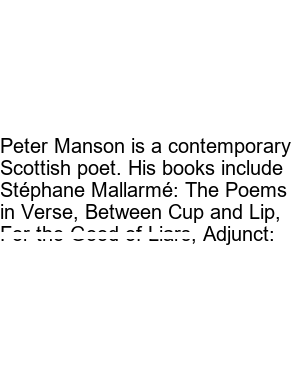 Peter Manson is a contemporary
Scottish poet. His books include
Stéphane Mallarmé: The Poems
in Verse, Between Cup and Lip,
For the Good of Liars, Adjunct: